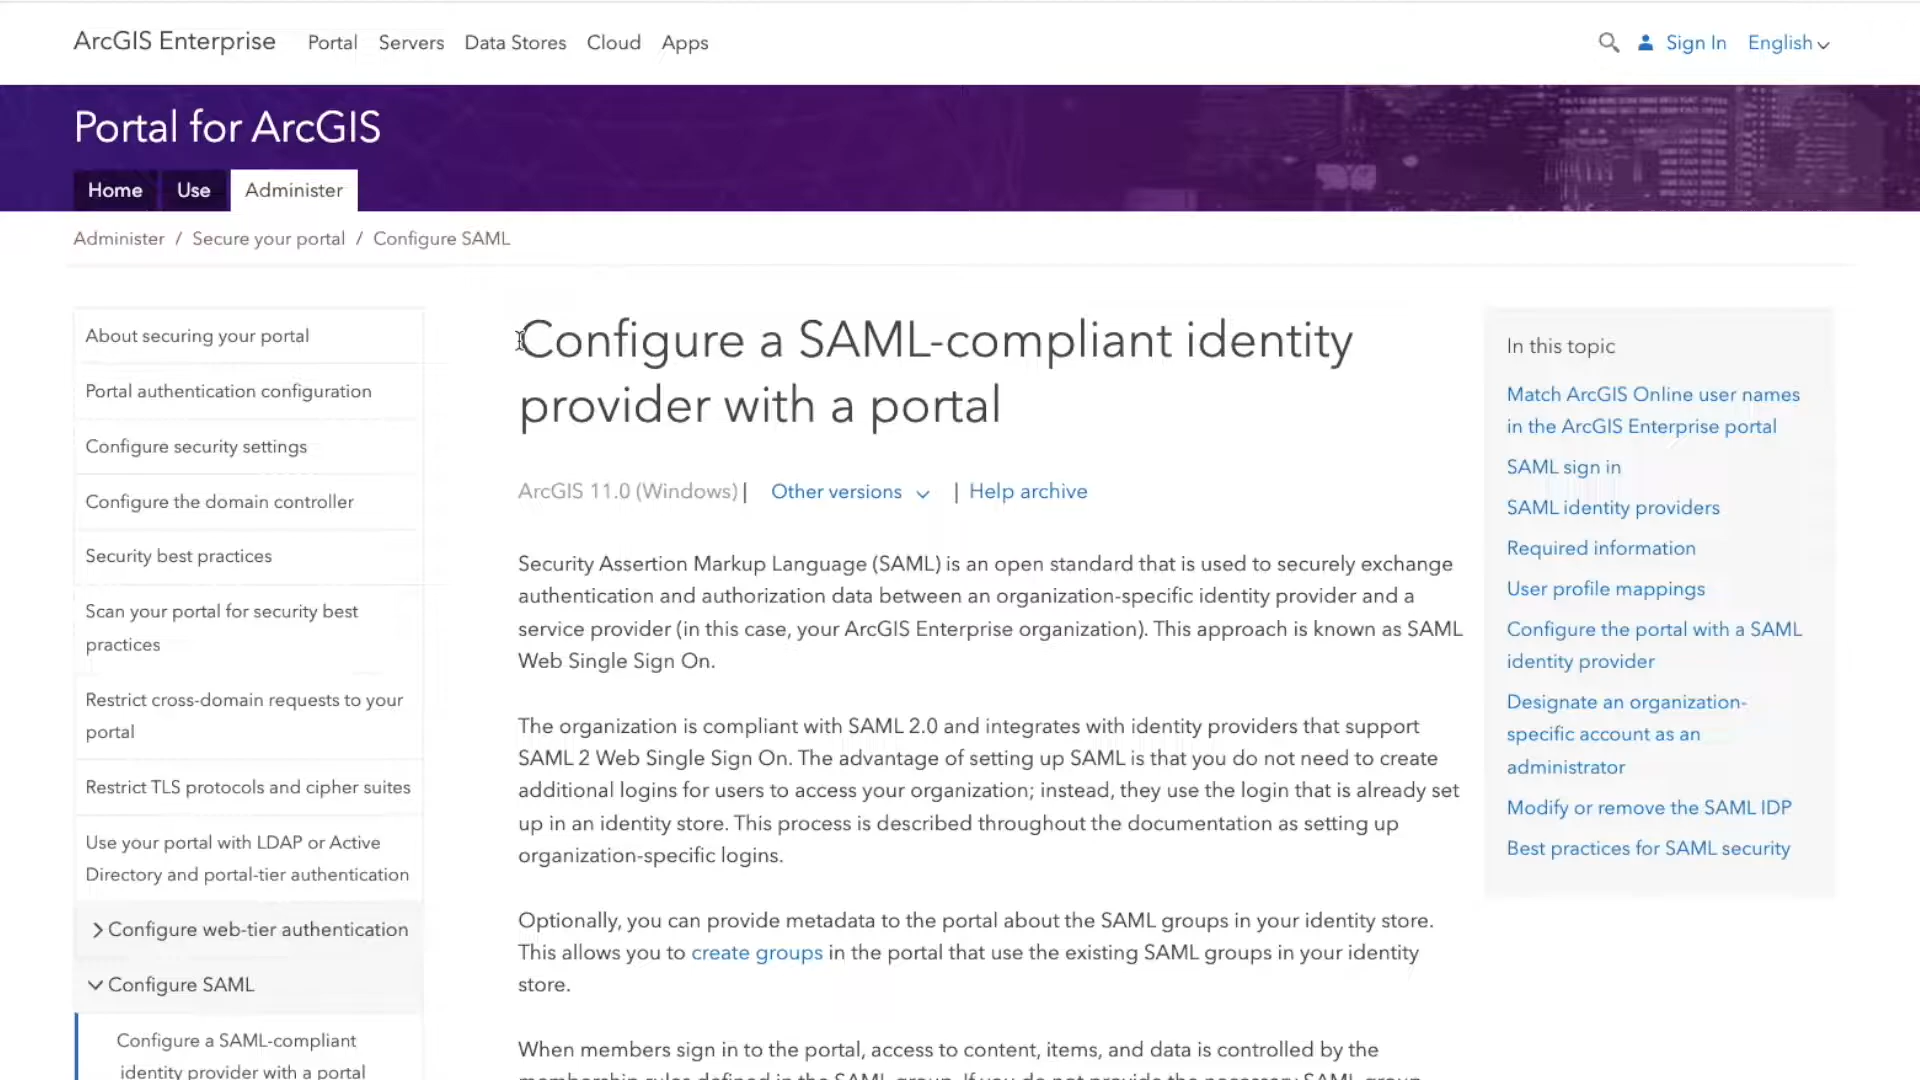 ArcGIS Enterprise Portal Servers Data Stores Cloud Apps Sign In English
Portal for ArcGIS
Home Use Administer
Administer / Secure your portal / Configure SAML
About securing your portal
Portal authentication configuration
Configure security settings
Configure the domain controller
Security best practices
Scan your portal for security best
practices
Restrict cross-domain requests to your
portal
Restrict TLS protocols and cipher suites
Use your portal with LDAP or Active
Directory and portal-tier authentication
Configure web-tier authentication
Configure SAML
Configure a SAML-compliant
identity provider with a portal
Configure a SAML-compliant identity
provider with a portal
ArcGIS 11.0 (Windows) | Other versions | Help archive
Security Assertion Markup Language (SAML) is an open standard that is used to securely exchange
authentication and authorization data between an organization-specific identity provider and a
service provider (in this case, your ArcGIS Enterprise organization). This approach is known as SAML
Web Single Sign On.
The organization is compliant with SAML 2.0 and integrates with identity providers that support
SAML 2 Web Single Sign On. The advantage of setting up SAML is that you do not need to create
additional logins for users to access your organization; instead, they use the login that is already set
up in an identity store. This process is described throughout the documentation as setting up
organization-specific logins.
Optionally, you can provide metadata to the portal about the SAML groups in your identity store.
This allows you to create groups in the portal that use the existing SAML groups in your identity
store.
When members sign in to the portal, access to content, items, and data is controlled by the
membership rules defined in the SAML group. If you do not provide the necessary SAML group
In this topic
Match ArcGIS Online user names
in the ArcGIS Enterprise portal
SAML sign in
SAML identity providers
Required information
User profile mappings
Configure the portal with a SAML
identity provider
Designate an organization-
specific account as an
administrator
Modify or remove the SAML IDP
Best practices for SAML security